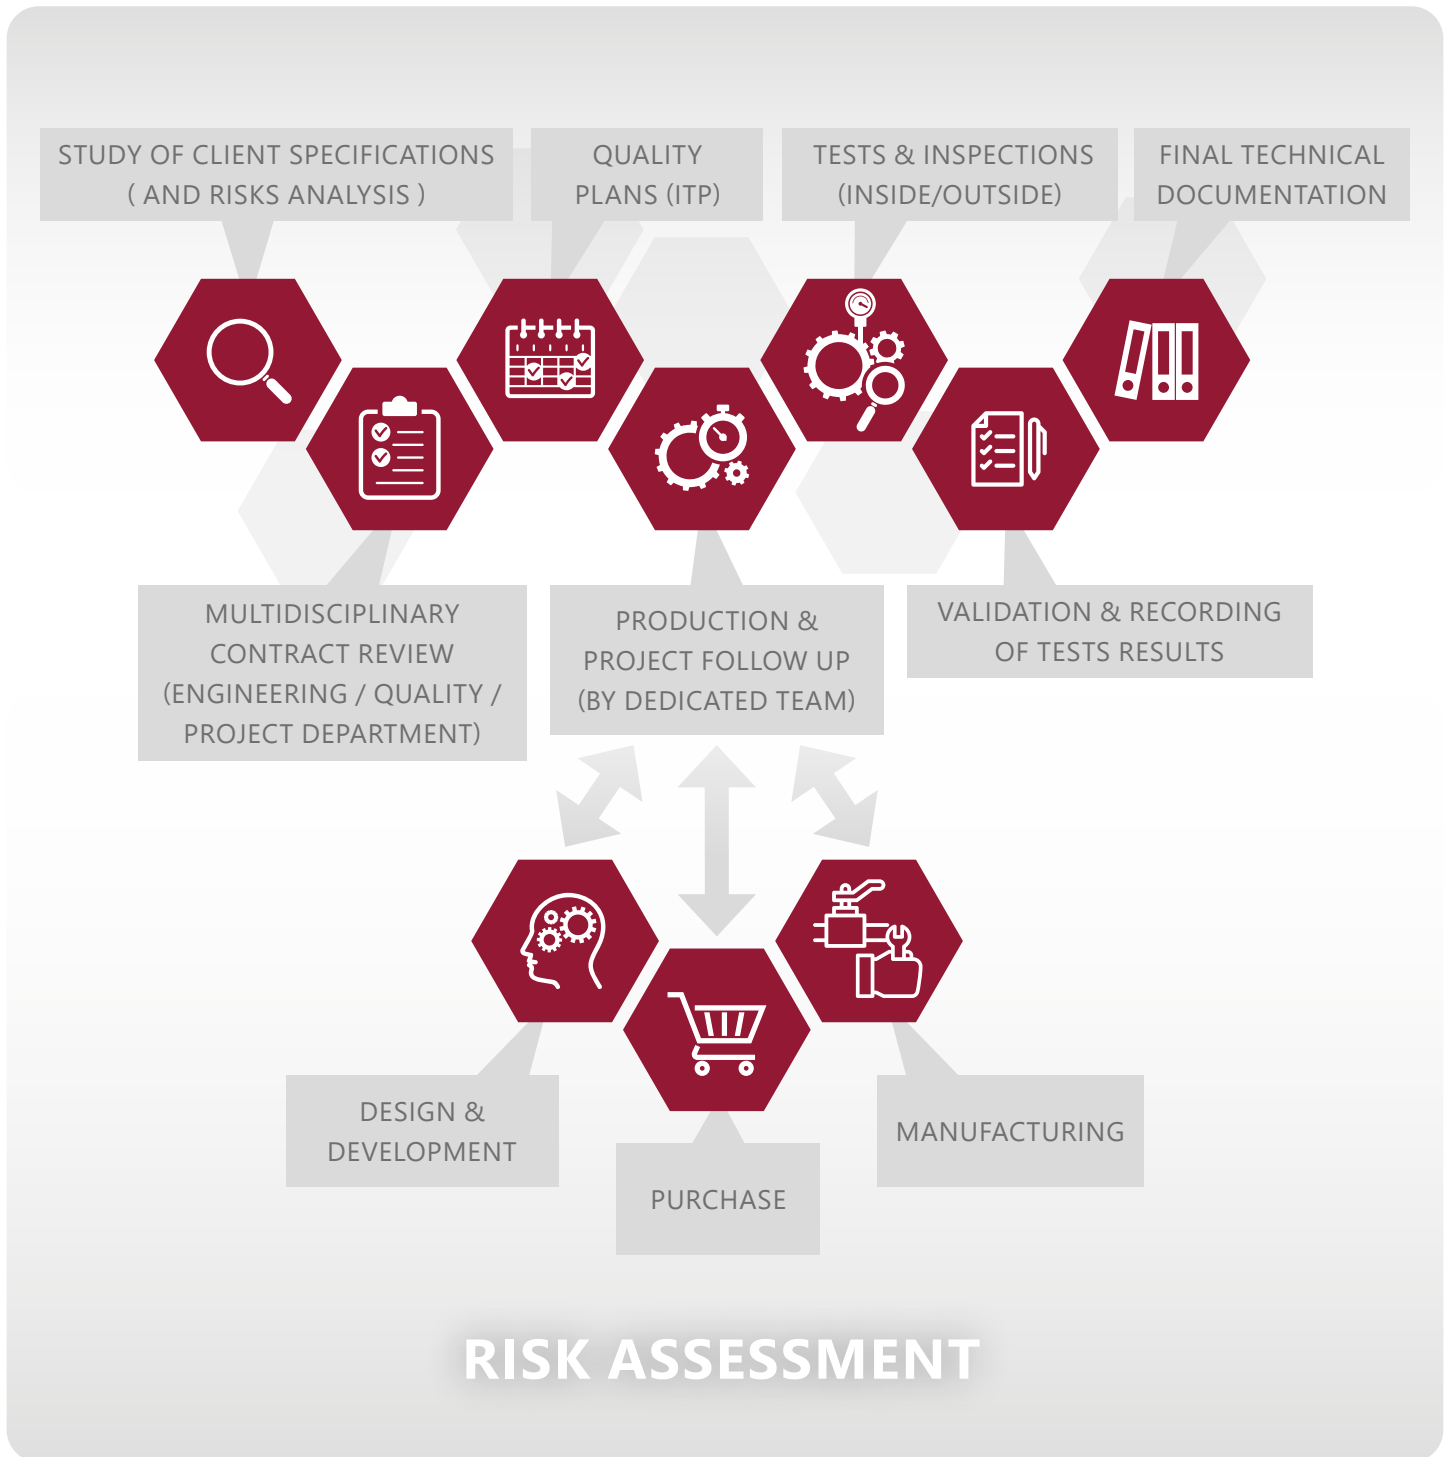 STUDY OF CLIENT SPECIFICATIONS
( AND RISKS ANALYSIS )
QUALITY
PLANS (ITP)
TESTS & INSPECTIONS
(INSIDE/OUTSIDE)
FINAL TECHNICAL
DOCUMENTATION
MULTIDISCIPLINARY
CONTRACT REVIEW
(ENGINEERING / QUALITY /
PROJECT DEPARTMENT)
PRODUCTION &
PROJECT FOLLOW UP
(BY DEDICATED TEAM)
VALIDATION & RECORDING
OF TESTS RESULTS
DESIGN &
DEVELOPMENT
PURCHASE
MANUFACTURING
RISK ASSESSMENT